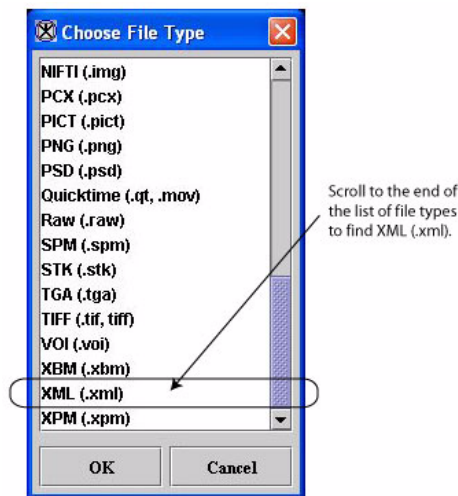 Choose File Type
NIFTI (.img)
PCX (.pcx)
PICT (.pict)
PNG (.png)
PSD (.psd)
Quicktime (.qt, .mov)
Raw (.raw)
SPM (.spm)
STK (.stk)
TGA (.tga)
TIFF (.tif, tiff)
VOI (.voi)
XBM (.xbm)
XML (.xml)
XPM (.xpm)
OK
Cancel
Scroll to the end of
the list of file types
to find XML (.xml).